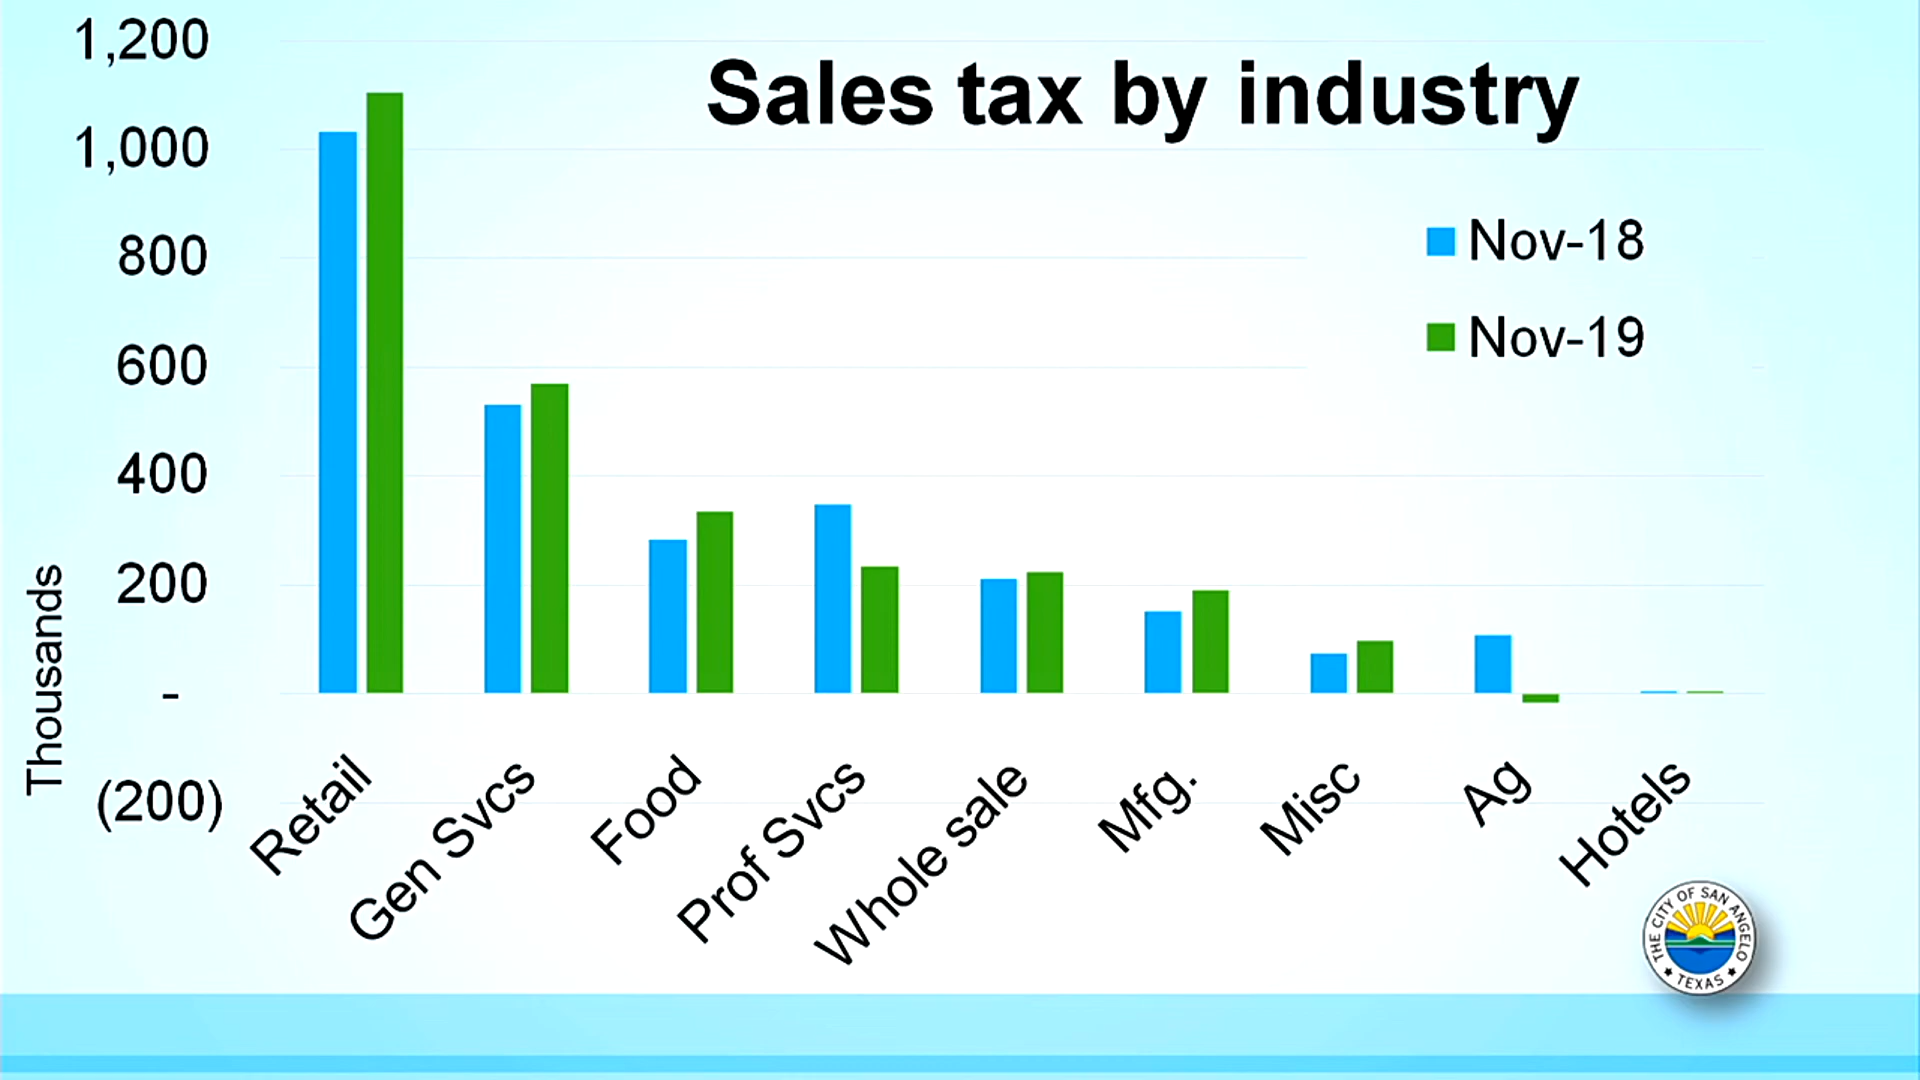 Sales tax by industry
1,200
1,000
800
600
400
200
-
(200)
Thousands
Nov-18
Nov-19
Retail
Gen Svcs
Food
Prof Svcs
Whole sale
Mfg.
Misc
Ag
Hotels
THE CITY OF SAN ANGELO
TEXAS